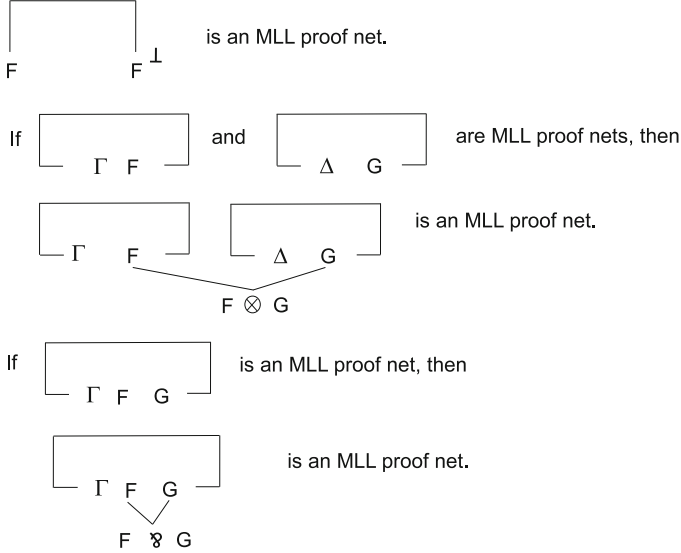 F F⊥ is an MLL proof net.
If Γ F and Δ G are MLL proof nets, then
Γ F Δ G is an MLL proof net.
F ⊗ G
If Γ F G is an MLL proof net, then
Γ F G is an MLL proof net.
F ⅋ G